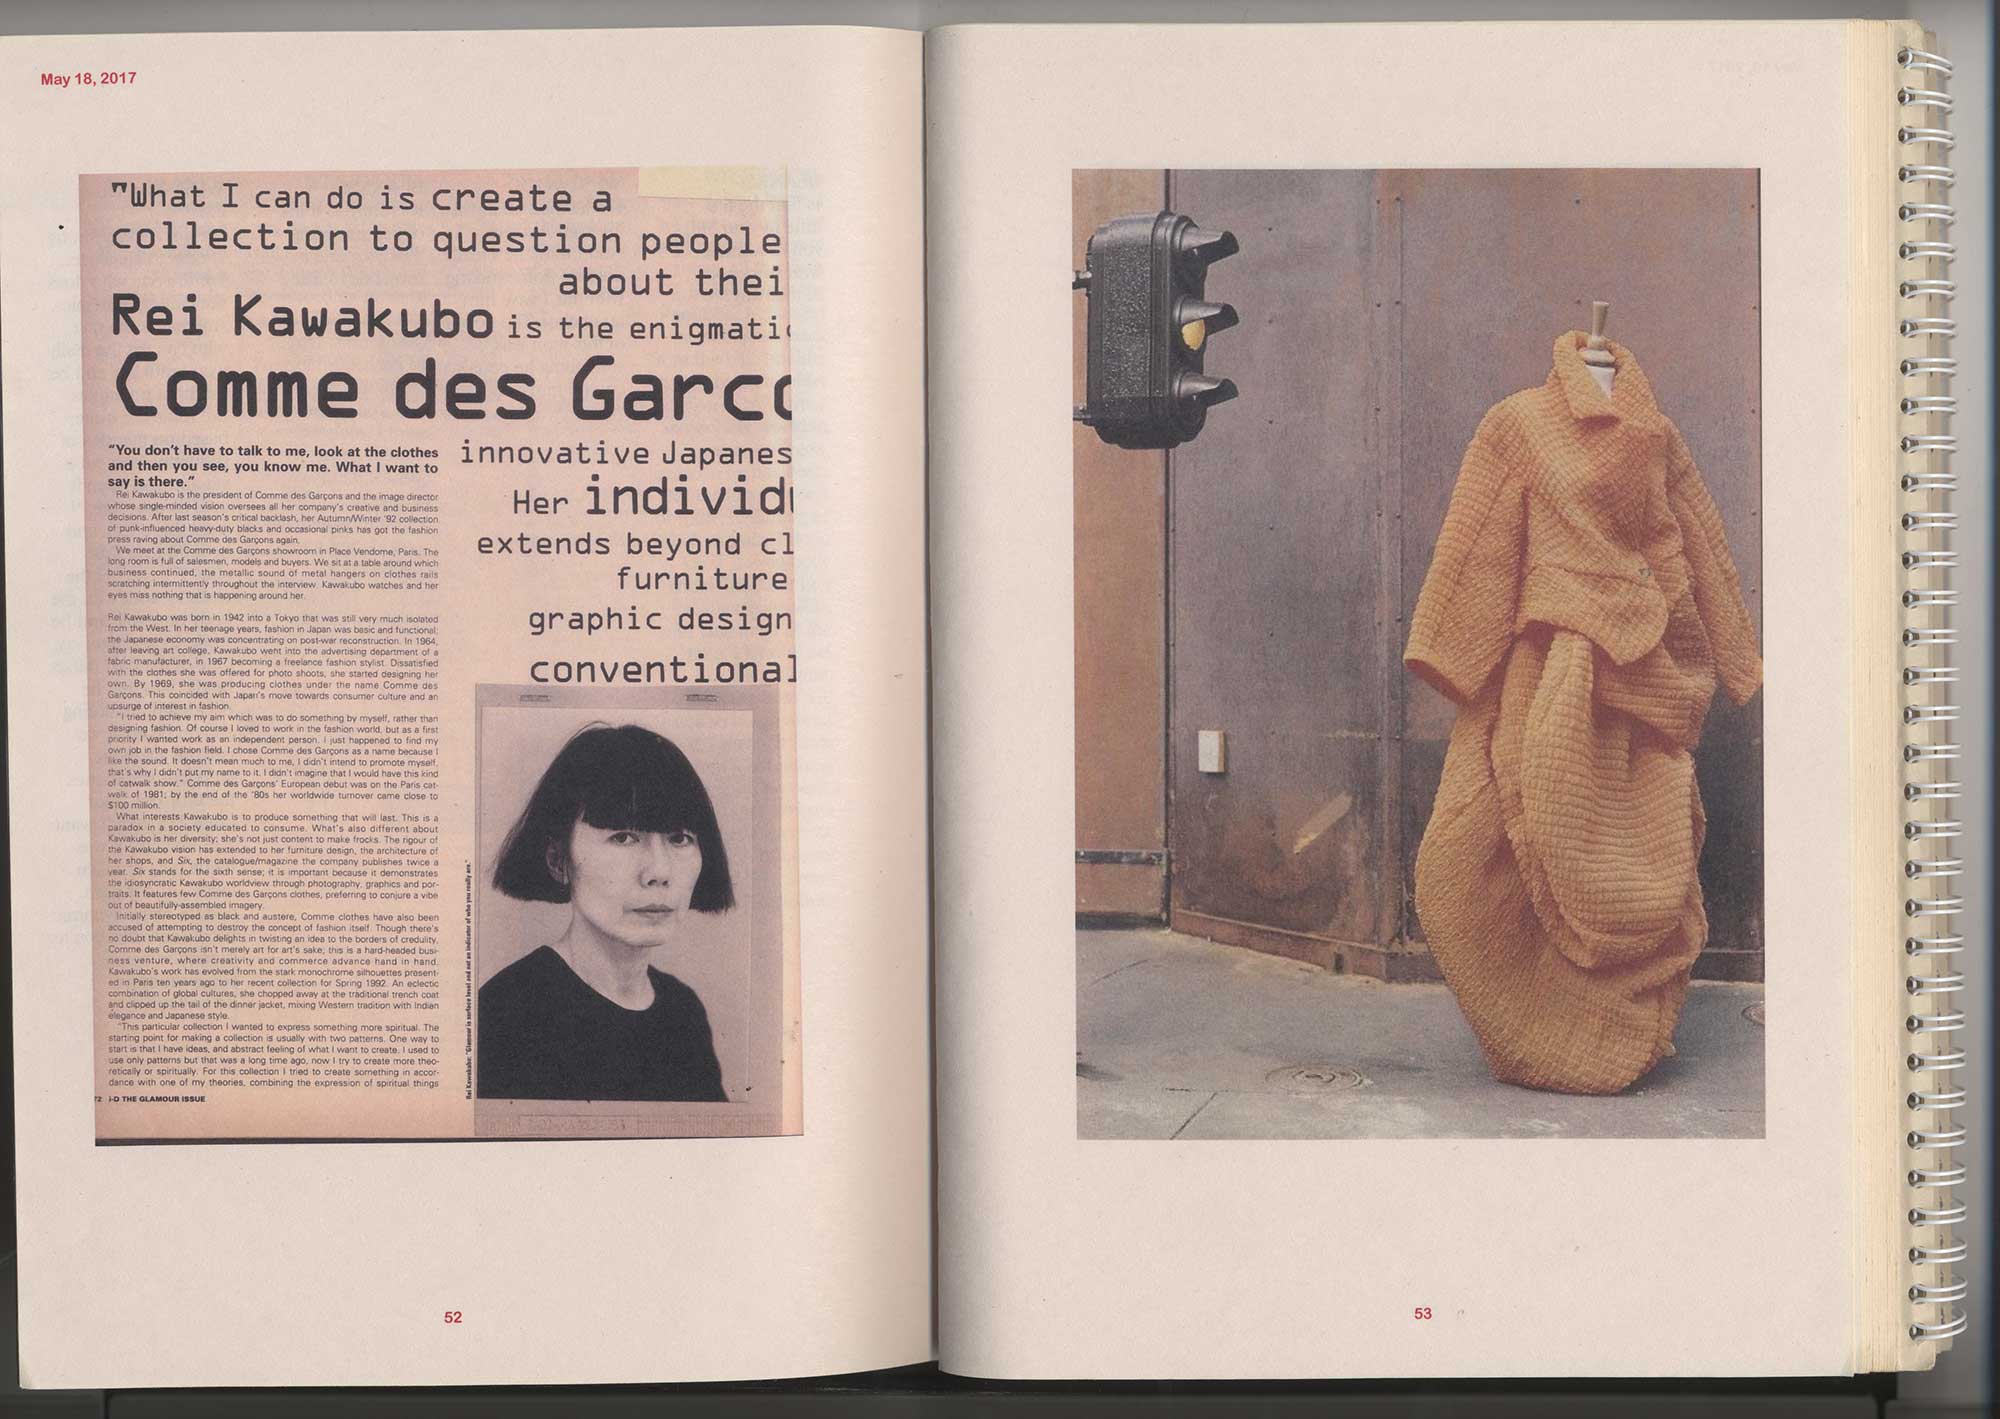 May 18, 2017
"What I can do is create a
collection to question people
about thei
Rei Kawakubo is the enigmatic
Comme des Garco
innovative Japanes
Her individu
extends beyond cl
furniture
graphic design
conventional
“You don’t have to talk to me, look at the clothes
and then you see, you know me. What I want to
say is there.”
Rei Kawakubo is the president of Comme des Garçons and the image director
whose single-minded vision oversees all her company’s creative and business
decisions. After last season’s critical backlash, her Autumn/Winter ’92 collection
of punk-influenced heavy-duty blacks and occasional pinks has got the fashion
press raving about Comme des Garçons again.
We meet at the Comme des Garçons showroom in Place Vendome, Paris. The
long room is full of salesmen, models and buyers. We sit at a table around which
business continued, the metallic sound of metal hangers on clothes rails
scratching intermittently throughout the interview. Kawakubo watches and her
eyes miss nothing that is happening around her.
Rei Kawakubo was born in 1942 into a Tokyo that was still very much isolated
from the West. In her teenage years, fashion in Japan was basic and functional;
the Japanese economy was concentrating on post-war reconstruction. In 1964,
after leaving art college, Kawakubo went into the advertising department of a
fabric manufacturer, in 1967 becoming a freelance fashion stylist. Dissatisfied
with the clothes she was offered for photo shoots, she started designing her
own. By 1969, she was producing clothes under the name Comme des
Garçons. This coincided with Japan’s move towards consumer culture and an
upsurge of interest in fashion.
“I tried to achieve my aim which was to do something by myself, rather than
designing fashion. Of course I loved to work in the fashion world, but as a first
priority I wanted work as an independent person. I just happened to find my
own job in the fashion field. I chose Comme des Garçons as a name because I
like the sound. It doesn’t mean much to me, I didn’t intend to promote myself,
that’s why I didn’t put my name to it. I didn’t imagine that I would have this kind
of catwalk show.” Comme des Garçons’ European debut was on the Paris cat-
walk of 1981; by the end of the ’80s her worldwide turnover came close to
$100 million.
What interests Kawakubo is to produce something that will last. This is a
paradox in a society educated to consume. What’s also different about
Kawakubo is her diversity; she’s not just content to make frocks. The rigour of
the Kawakubo vision has extended to her furniture design, the architecture of
her shops, and Six, the catalogue/magazine the company publishes twice a
year. Six stands for the sixth sense; it is important because it demonstrates
the idiosyncratic Kawakubo worldview through photography, graphics and por-
traits. It features few Comme des Garçons clothes, preferring to conjure a vibe
out of beautifully-assembled imagery.
Initially stereotyped as black and austere, Comme clothes have also been
accused of attempting to destroy the concept of fashion itself. Though there’s
no doubt that Kawakubo delights in twisting an idea to the borders of credulity,
Comme des Garçons isn’t merely art for art’s sake; this is a hard-headed busi-
ness venture, where creativity and commerce advance hand in hand.
Kawakubo’s work has evolved from the stark monochrome silhouettes present-
ed in Paris ten years ago to her recent collection for Spring 1992. An eclectic
combination of global cultures, she chopped away at the traditional trench coat
and clipped up the tail of the dinner jacket, mixing Western tradition with Indian
elegance and Japanese style.
“This particular collection I wanted to express something more spiritual. The
starting point for making a collection is usually with two patterns. One way to
start is that I have ideas, and abstract feeling of what I want to create. I used to
use only patterns but that was a long time ago, now I try to create more theo-
retically or spiritually. For this collection I tried to create something in accor-
dance with one of my theories, combining the expression of spiritual things
72 i-D THE GLAMOUR ISSUE
Rei Kawakubo: “Glamour is surface level and not an indicator of who you really are.”
52
53